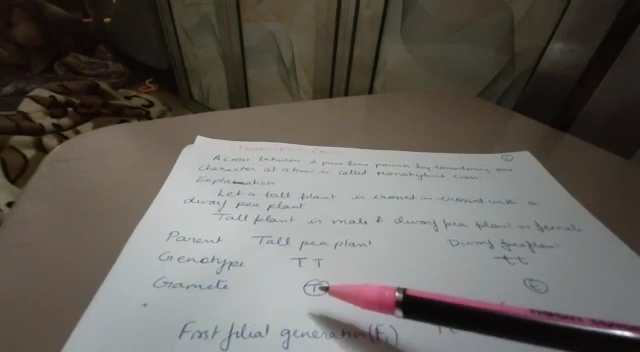 A cross between 2 pure line parents by considering one
character at a time is called Monohybrid cross.
Explanation
Let a tall plant is crossed in crossed with a
dwarf pea plant
Tall plant is male & dwarf pea plant is female
Parent Tall pea plant Dwarf pea plant
Genotype TT tt
Gamete T t
First filial generation (F1)